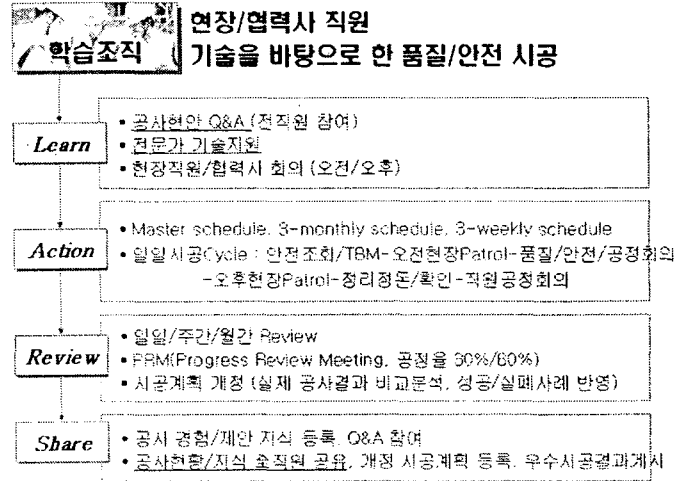 학습조직
현장/협력사 직원
기술을 바탕으로 한 품질/안전 시공
Learn
• 공사현안 Q&A (전직원 참여)
• 전문가 기술지원
• 현장직원/협력사 회의 (오전/오후)
Action
• Master schedule, 3-monthly schedule, 3-weekly schedule
• 일일시공Cycle : 안전조회/TBM-오전현장Patrol-품질/안전/공정회의
-오후현장Patrol-정리정돈/확인-직원공정회의
Review
• 일일/주간/월간 Review
• PRM(Progress Review Meeting, 공정율 /60%)
• 시공계획 개정 (실제 공사결과 비교분석, 성공/실패사례 반영)
Share
• 공사 경험/제안 지식 등록, Q&A 참여
• 공사현황/지식 전직원 공유, 개정 시공계획 등록, 우수시공결과게시